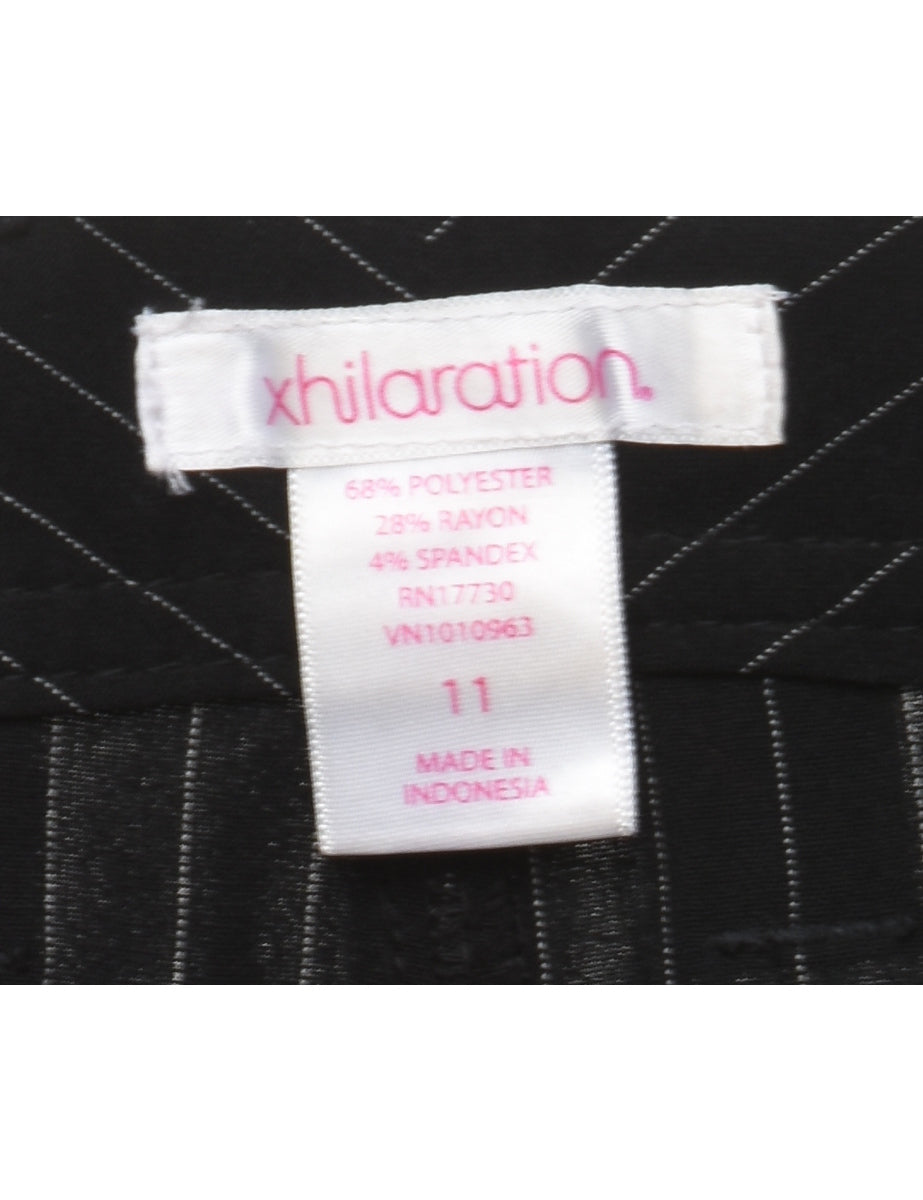 xhilaration.
68% POLYESTER
28% RAYON
4% SPANDEX
RN17730
VN1010963
11
MADE IN
INDONESIA